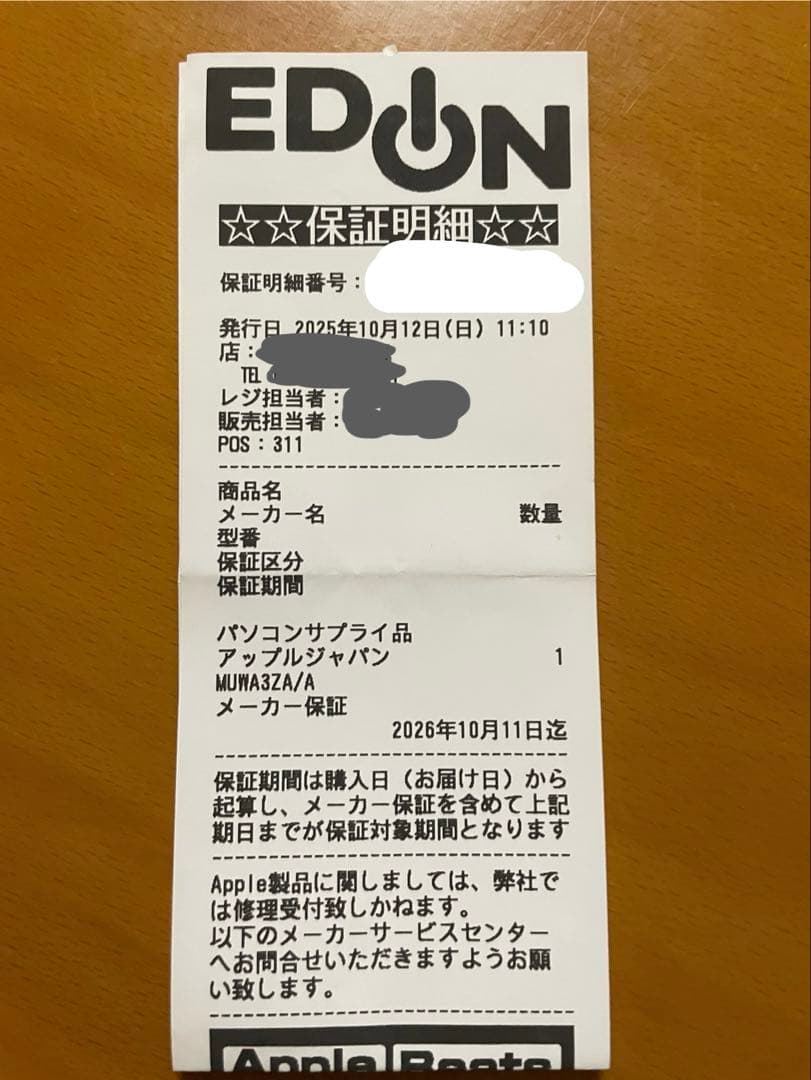 EDION
☆☆保証明細☆☆
保証明細番号：
発行日 2025年10月12日(日) 11:10
店：
TEL
レジ担当者：
販売担当者：
POS：311
商品名
メーカー名 数量
型番
保証区分
保証期間
パソコンサプライ品
アップルジャパン 1
MUWA3ZA/A
メーカー保証
2026年10月11日迄
保証期間は購入日（お届け日）から
起算し、メーカー保証を含めて上記
期日までが保証対象期間となります
Apple製品に関しましては、弊社で
は修理受付致しかねます。
以下のメーカーサービスセンター
へお問合せいただきますようお願
い致します。
Apple Beats